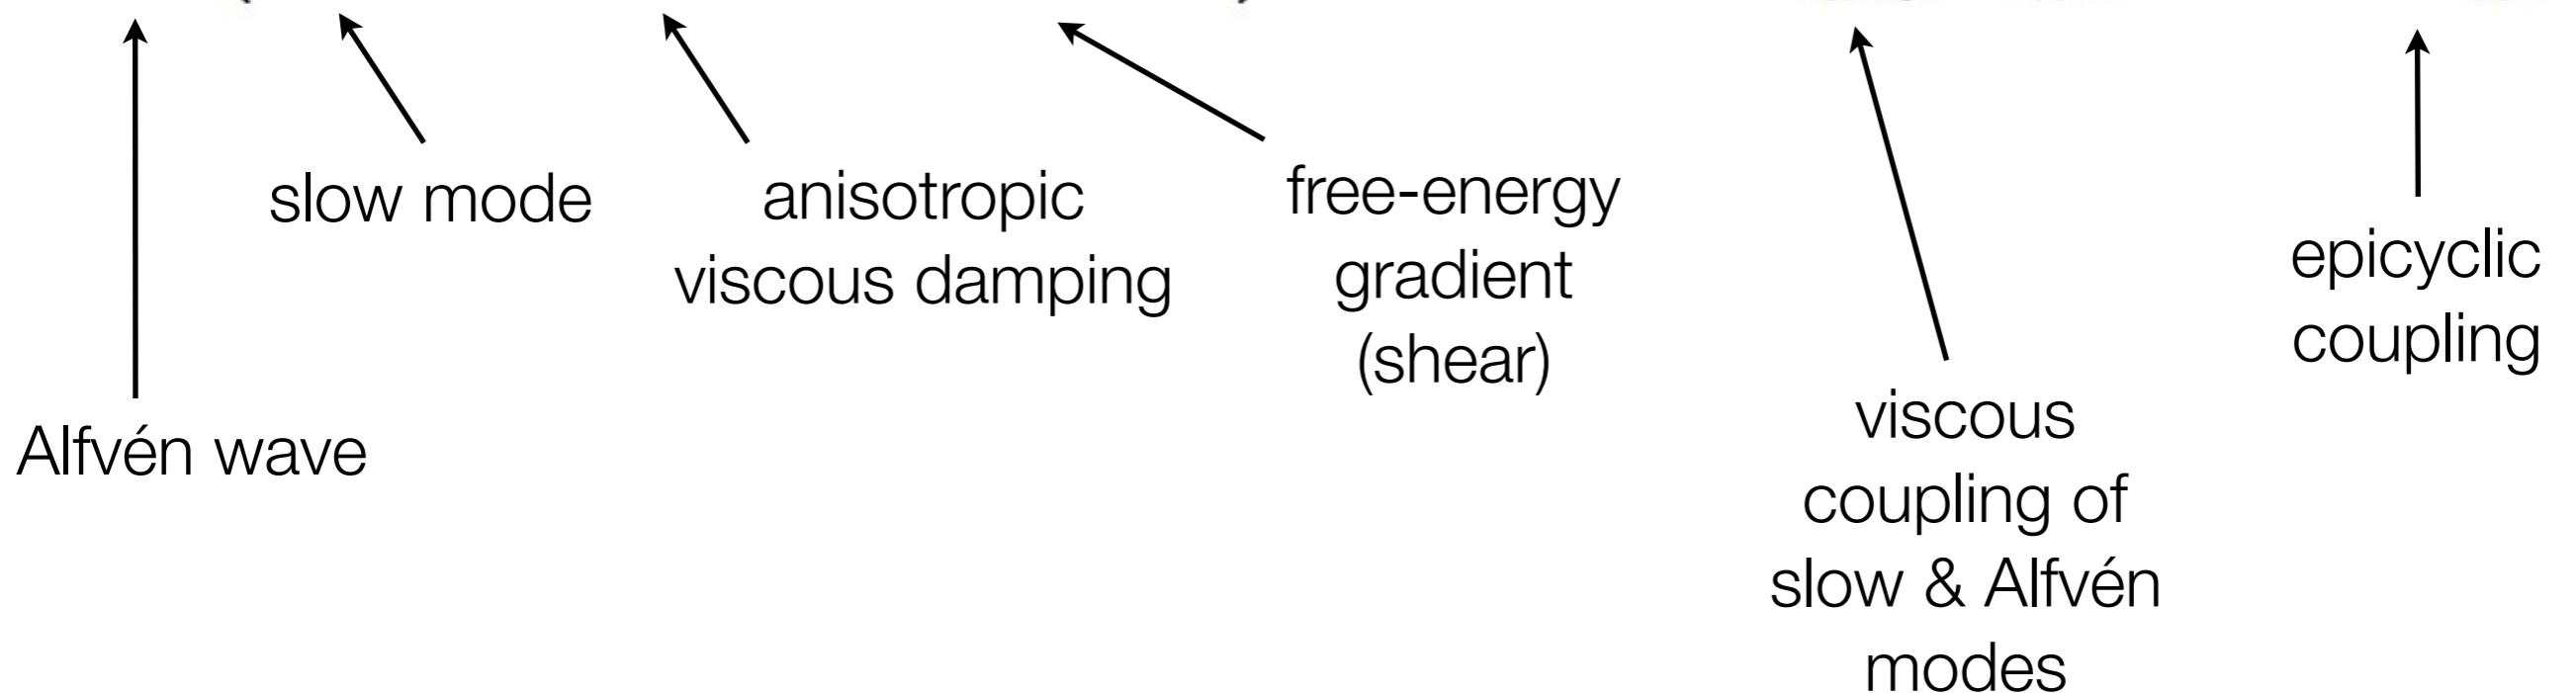 slow mode
anisotropic
viscous damping
free-energy
gradient
(shear)
epicyclic
coupling
Alfvén wave
viscous
coupling of
slow & Alfvén
modes